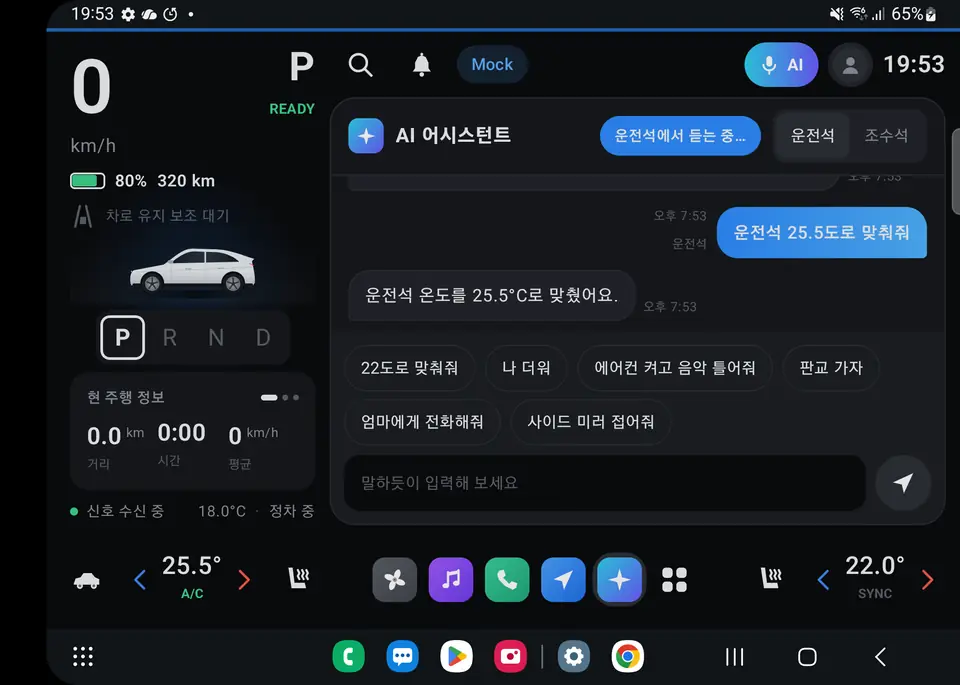 19:53
65%
0
P
READY
km/h
80% 320 km
차로 유지 보조 대기
P R N D
현 주행 정보
0.0 km 0:00 0 km/h
거리 시간 평균
신호 수신 중 18.0°C · 정차 중
Mock
AI
19:53
AI 어시스턴트
운전석에서 듣는 중...
운전석
조수석
오후 7:53
오후 7:53
운전석
운전석 25.5도로 맞춰줘
운전석 온도를 25.5°C로 맞췄어요.
오후 7:53
22도로 맞춰줘
나 더워
에어컨 켜고 음악 틀어줘
판교 가자
엄마에게 전화해줘
사이드 미러 접어줘
말하듯이 입력해 보세요
25.5°
A/C
22.0°
SYNC